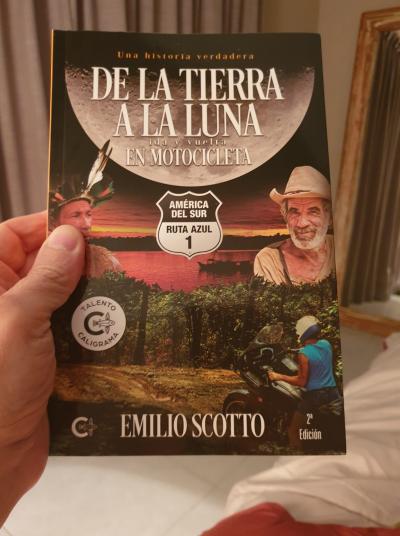 Una historia verdadera
DE LA TIERRA
A LA LUNA
ida y vuelta
EN MOTOCICLETA
AMÉRICA
DEL SUR
RUTA AZUL
1
TALENTO
CALIGRAMA
EMILIO SCOTTO
2ª
Edición